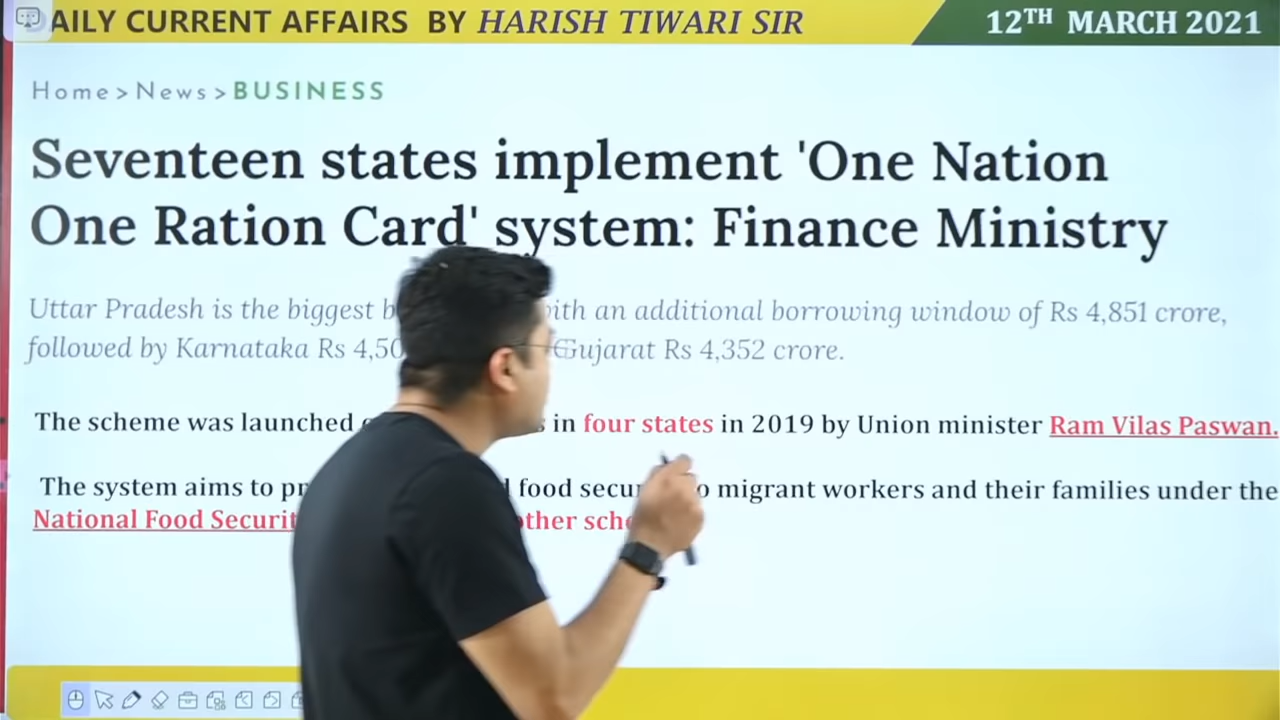 AILY CURRENT AFFAIRS BY HARISH TIWARI SIR
12TH MARCH 2021
Home > News > BUSINESS
Seventeen states implement 'One Nation
One Ration Card' system: Finance Ministry
Uttar Pradesh is the biggest with an additional borrowing window of Rs 4,851 crore,
followed by Karnataka Rs Gujarat Rs 4,352 crore.
The scheme was launched in four states in 2019 by Union minister Ram Vilas Paswan.
The system aims to food migrant workers and their families under the
National Food other